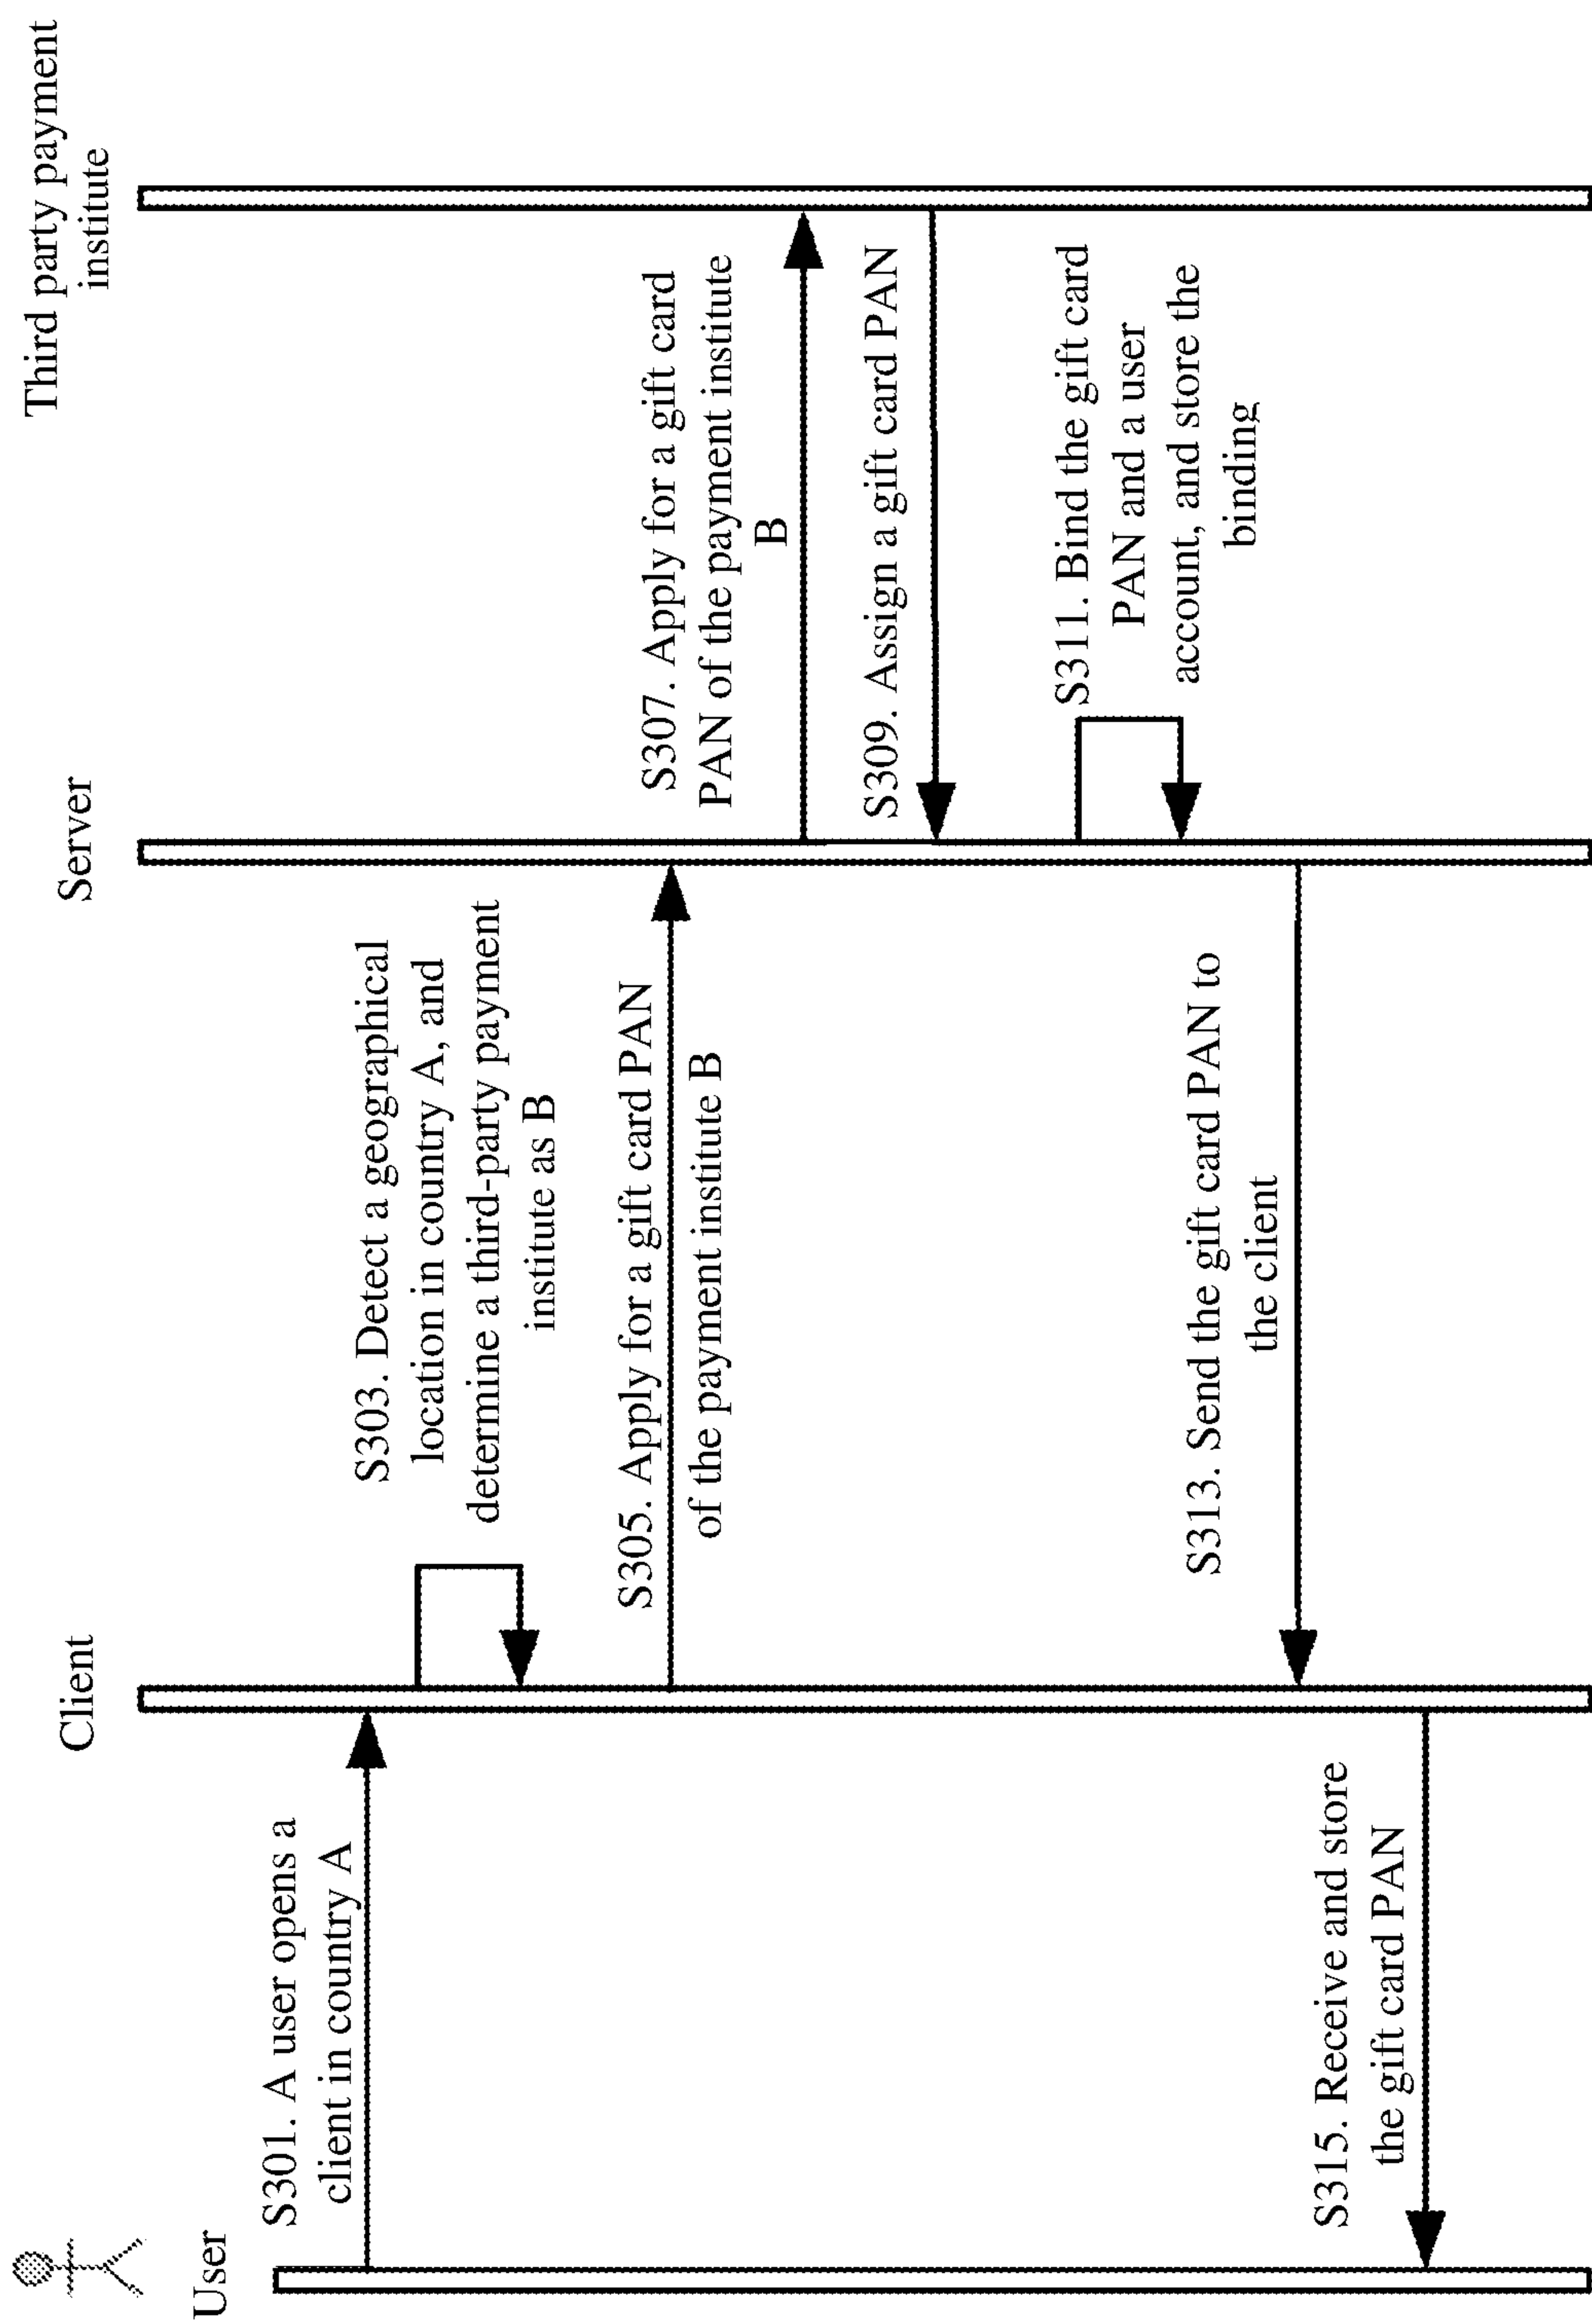 User
Client
Server
Third party payment
institute
S301. A user opens a
client in country A
S303. Detect a geographical
location in country A, and
determine a third-party payment
institute as B
S305. Apply for a gift card PAN
of the payment institute B
S307. Apply for a gift card
PAN of the payment institute
B
S309. Assign a gift card PAN
S311. Bind the gift card
PAN and a user
account, and store the
binding
S313. Send the gift card PAN to
the client
S315. Receive and store
the gift card PAN